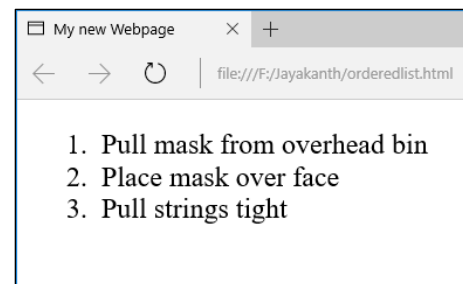 My new Webpage
file:///F:/Jayakanth/orderedlist.html
1. Pull mask from overhead bin
2. Place mask over face
3. Pull strings tight